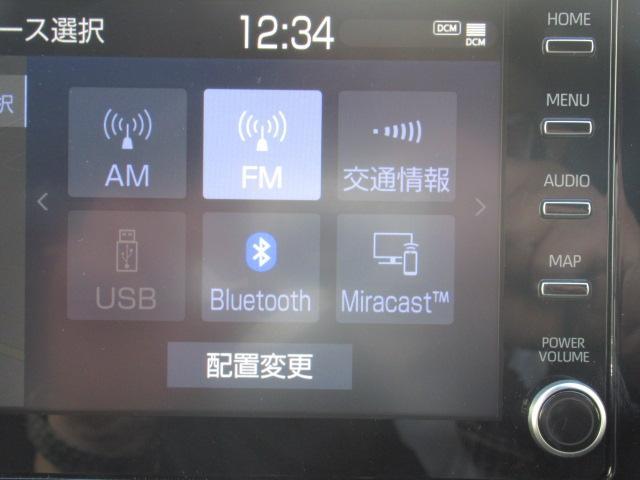 ース選択
12:34
DCM
DCM
HOME
択
AM
FM
交通情報
MENU
USB
Bluetooth
Miracast™
AUDIO
MAP
配置変更
POWER
VOLUME